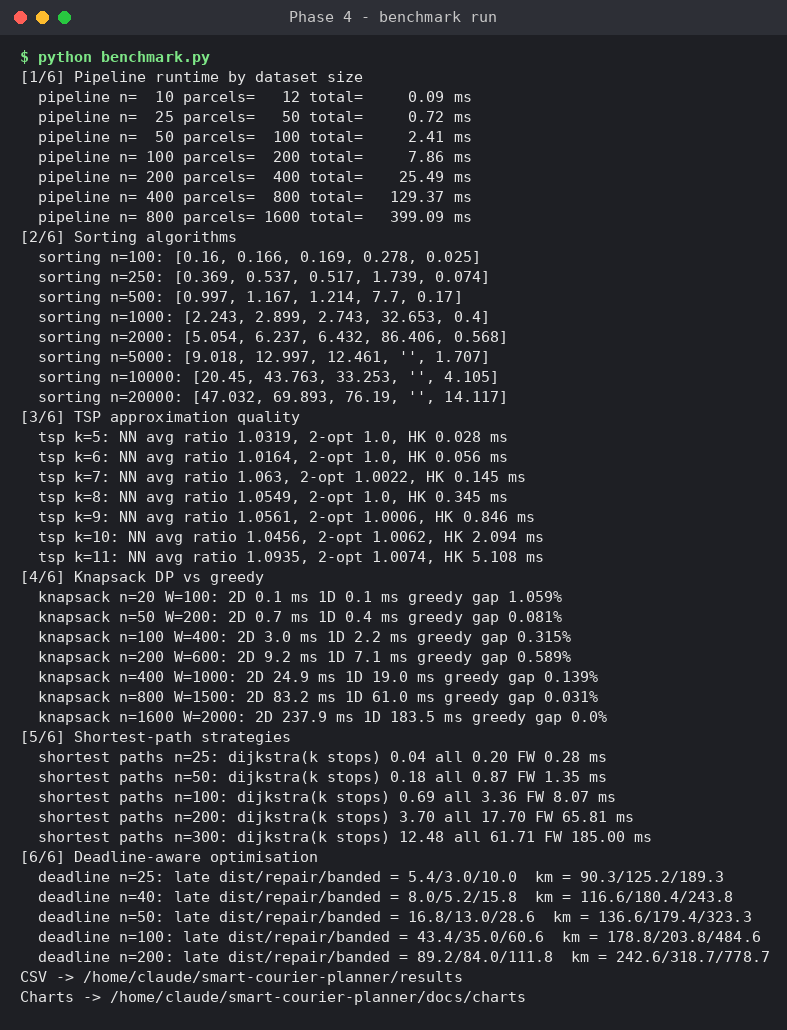 Phase 4 - benchmark run
$ python benchmark.py
[1/6] Pipeline runtime by dataset size
  pipeline n=  10 parcels=   12 total=     0.09 ms
  pipeline n=  25 parcels=   50 total=     0.72 ms
  pipeline n=  50 parcels=  100 total=     2.41 ms
  pipeline n= 100 parcels=  200 total=     7.86 ms
  pipeline n= 200 parcels=  400 total=    25.49 ms
  pipeline n= 400 parcels=  800 total=   129.37 ms
  pipeline n= 800 parcels= 1600 total=   399.09 ms
[2/6] Sorting algorithms
  sorting n=100: [0.16, 0.166, 0.169, 0.278, 0.025]
  sorting n=250: [0.369, 0.537, 0.517, 1.739, 0.074]
  sorting n=500: [0.997, 1.167, 1.214, 7.7, 0.17]
  sorting n=1000: [2.243, 2.899, 2.743, 32.653, 0.4]
  sorting n=2000: [5.054, 6.237, 6.432, 86.406, 0.568]
  sorting n=5000: [9.018, 12.997, 12.461, '', 1.707]
  sorting n=10000: [20.45, 43.763, 33.253, '', 4.105]
  sorting n=20000: [47.032, 69.893, 76.19, '', 14.117]
[3/6] TSP approximation quality
  tsp k=5: NN avg ratio 1.0319, 2-opt 1.0, HK 0.028 ms
  tsp k=6: NN avg ratio 1.0164, 2-opt 1.0, HK 0.056 ms
  tsp k=7: NN avg ratio 1.063, 2-opt 1.0022, HK 0.145 ms
  tsp k=8: NN avg ratio 1.0549, 2-opt 1.0, HK 0.345 ms
  tsp k=9: NN avg ratio 1.0561, 2-opt 1.0006, HK 0.846 ms
  tsp k=10: NN avg ratio 1.0456, 2-opt 1.0062, HK 2.094 ms
  tsp k=11: NN avg ratio 1.0935, 2-opt 1.0074, HK 5.108 ms
[4/6] Knapsack DP vs greedy
  knapsack n=20 W=100: 2D 0.1 ms 1D 0.1 ms greedy gap 1.059%
  knapsack n=50 W=200: 2D 0.7 ms 1D 0.4 ms greedy gap 0.081%
  knapsack n=100 W=400: 2D 3.0 ms 1D 2.2 ms greedy gap 0.315%
  knapsack n=200 W=600: 2D 9.2 ms 1D 7.1 ms greedy gap 0.589%
  knapsack n=400 W=1000: 2D 24.9 ms 1D 19.0 ms greedy gap 0.139%
  knapsack n=800 W=1500: 2D 83.2 ms 1D 61.0 ms greedy gap 0.031%
  knapsack n=1600 W=2000: 2D 237.9 ms 1D 183.5 ms greedy gap 0.0%
[5/6] Shortest-path strategies
  shortest paths n=25: dijkstra(k stops) 0.04 all 0.20 FW 0.28 ms
  shortest paths n=50: dijkstra(k stops) 0.18 all 0.87 FW 1.35 ms
  shortest paths n=100: dijkstra(k stops) 0.69 all 3.36 FW 8.07 ms
  shortest paths n=200: dijkstra(k stops) 3.70 all 17.70 FW 65.81 ms
  shortest paths n=300: dijkstra(k stops) 12.48 all 61.71 FW 185.00 ms
[6/6] Deadline-aware optimisation
  deadline n=25: late dist/repair/banded = 5.4/3.0/10.0  km = 90.3/125.2/189.3
  deadline n=40: late dist/repair/banded = 8.0/5.2/15.8  km = 116.6/180.4/243.8
  deadline n=50: late dist/repair/banded = 16.8/13.0/28.6  km = 136.6/179.4/323.3
  deadline n=100: late dist/repair/banded = 43.4/35.0/60.6  km = 178.8/203.8/484.6
  deadline n=200: late dist/repair/banded = 89.2/84.0/111.8  km = 242.6/318.7/778.7
CSV -> /home/claude/smart-courier-planner/results
Charts -> /home/claude/smart-courier-planner/docs/charts